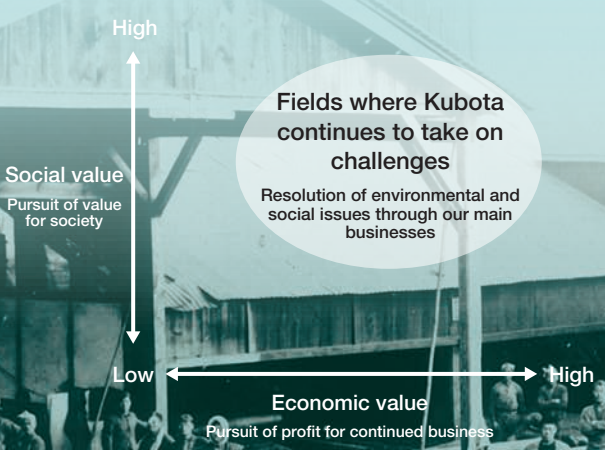 High
Fields where Kubota
continues to take on
challenges
Resolution of environmental and
social issues through our main
businesses
Social value
Pursuit of value
for society
Low
High
Economic value
Pursuit of profit for continued business